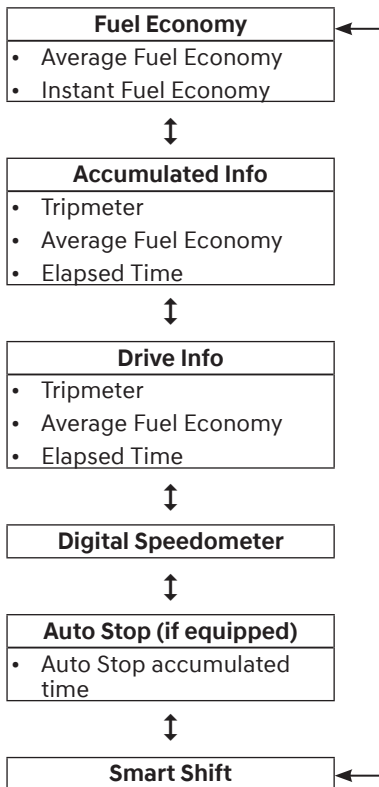 Fuel Economy
• Average Fuel Economy
• Instant Fuel Economy
Accumulated Info
• Tripmeter
• Average Fuel Economy
• Elapsed Time
Drive Info
• Tripmeter
• Average Fuel Economy
• Elapsed Time
Digital Speedometer
Auto Stop (if equipped)
• Auto Stop accumulated
time
Smart Shift